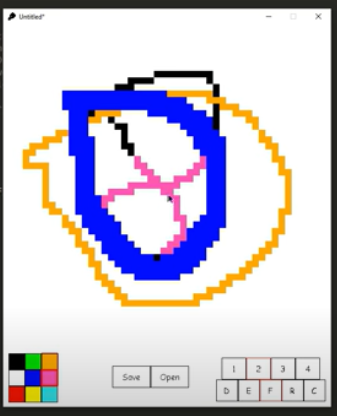 Untitled*
Save Open
1 2 3 4
D E F R C